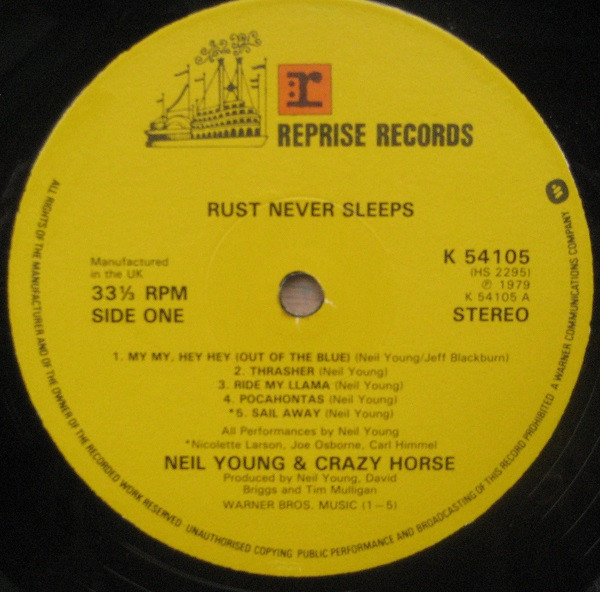 r
REPRISE RECORDS
RUST NEVER SLEEPS
Manufactured
in the UK
33⅓ RPM
SIDE ONE
K 54105
(HS 2295)
℗ 1979
K 54105 A
STEREO
1. MY MY, HEY HEY (OUT OF THE BLUE) (Neil Young/Jeff Blackburn)
2. THRASHER (Neil Young)
3. RIDE MY LLAMA (Neil Young)
4. POCAHONTAS (Neil Young)
*5. SAIL AWAY (Neil Young)
All Performances by Neil Young
*Nicolette Larson, Joe Osborne, Carl Himmel
NEIL YOUNG & CRAZY HORSE
Produced by Neil Young, David
Briggs and Tim Mulligan
WARNER BROS. MUSIC (1–5)
ALL RIGHTS OF THE MANUFACTURER AND OF THE OWNER OF THE RECORDED WORK RESERVED UNAUTHORISED COPYING PUBLIC PERFORMANCE AND BROADCASTING OF THIS RECORD PROHIBITED A WARNER COMMUNICATIONS COMPANY